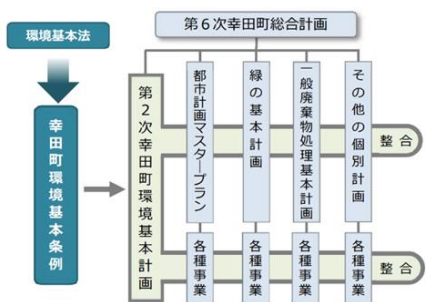 第６次幸田町総合計画
環境基本法
幸田町環境基本条例
第２次幸田町環境基本計画
都市計画マスタープラン
緑の基本計画
一般廃棄物処理基本計画
その他の個別計画
整合
各種事業
各種事業
各種事業
各種事業
整合